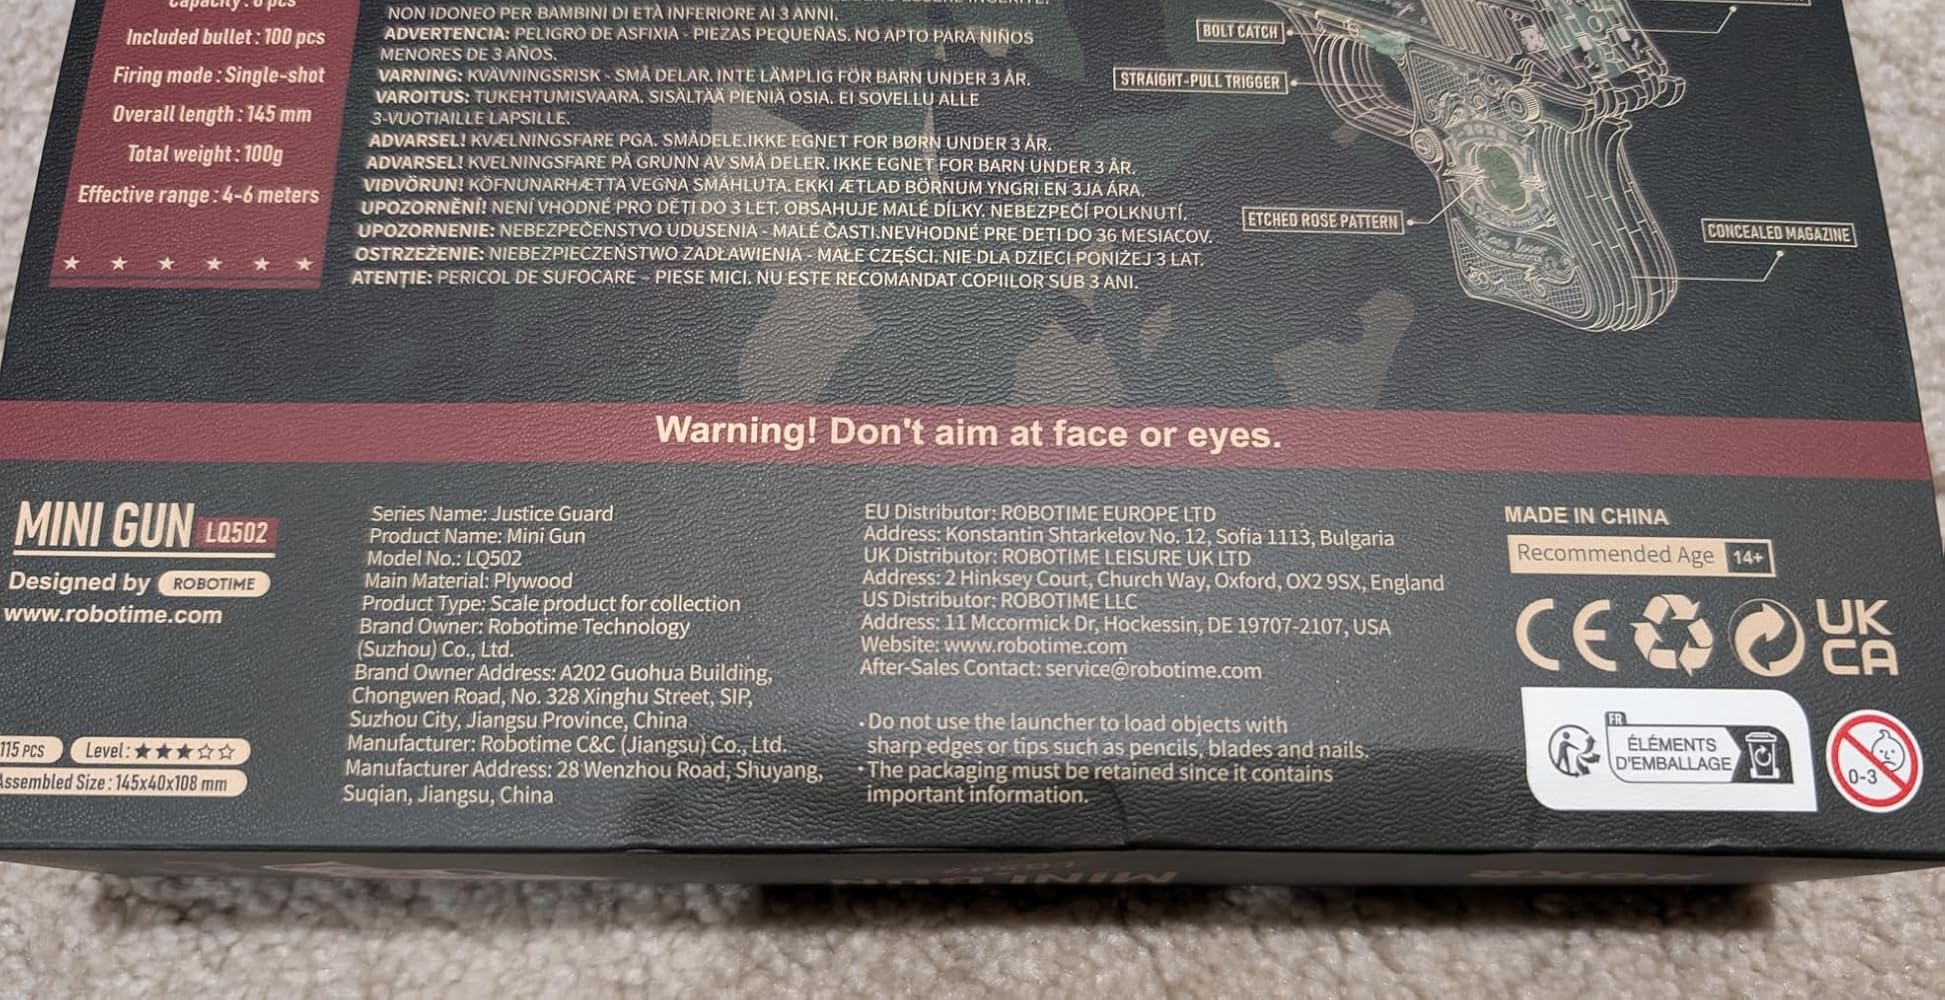 Capacity : 6 pcs
Included bullet : 100 pcs
Firing mode : Single-shot
Overall length : 145 mm
Total weight : 100g
Effective range : 4-6 meters
NON IDONEO PER BAMBINI DI ETÀ INFERIORE AI 3 ANNI.
ADVERTENCIA: PELIGRO DE ASFIXIA - PIEZAS PEQUEÑAS. NO APTO PARA NIÑOS
MENORES DE 3 AÑOS.
VARNING: KVÄVNINGSRISK - SMÅ DELAR. INTE LÄMPLIG FÖR BARN UNDER 3 ÅR.
VAROITUS: TUKEHTUMISVAARA. SISÄLTÄÄ PIENIÄ OSIA. EI SOVELLU ALLE
3-VUOTIAILLE LAPSILLE.
ADVARSEL! KVÆLNINGSFARE PGA. SMÅDELE.IKKE EGNET FOR BØRN UNDER 3 ÅR.
ADVARSEL! KVELNINGSFARE PÅ GRUNN AV SMÅ DELER. IKKE EGNET FOR BARN UNDER 3 ÅR.
VIÐVÖRUN! KÖFNUNARHÆTTA VEGNA SMÁHLUTA. EKKI ÆTLAÐ BÖRNUM YNGRI EN 3JA ÁRA.
UPOZORNĚNÍ! NENÍ VHODNÉ PRO DĚTI DO 3 LET. OBSAHUJE MALÉ DÍLKY. NEBEZPEČÍ POLKNUTÍ.
UPOZORNENIE: NEBEZPEČENSTVO UDUSENIA - MALÉ ČASTI.NEVHODNÉ PRE DETI DO 36 MESIACOV.
OSTRZEŻENIE: NIEBEZPIECZEŃSTWO ZADŁAWIENIA - MAŁE CZĘŚCI. NIE DLA DZIECI PONIŻEJ 3 LAT.
ATENȚIE: PERICOL DE SUFOCARE – PIESE MICI. NU ESTE RECOMANDAT COPIILOR SUB 3 ANI.
BOLT CATCH
STRAIGHT-PULL TRIGGER
ETCHED ROSE PATTERN
CONCEALED MAGAZINE
Warning! Don't aim at face or eyes.
MINI GUN LQ502
Designed by ROBOTIME
www.robotime.com
115 PCS Level : ★★★☆☆
Assembled Size : 145x40x108 mm
Series Name: Justice Guard
Product Name: Mini Gun
Model No.: LQ502
Main Material: Plywood
Product Type: Scale product for collection
Brand Owner: Robotime Technology
(Suzhou) Co., Ltd.
Brand Owner Address: A202 Guohua Building,
Chongwen Road, No. 328 Xinghu Street, SIP,
Suzhou City, Jiangsu Province, China
Manufacturer: Robotime C&C (Jiangsu) Co., Ltd.
Manufacturer Address: 28 Wenzhou Road, Shuyang,
Suqian, Jiangsu, China
EU Distributor: ROBOTIME EUROPE LTD
Address: Konstantin Shtarkelov No. 12, Sofia 1113, Bulgaria
UK Distributor: ROBOTIME LEISURE UK LTD
Address: 2 Hinksey Court, Church Way, Oxford, OX2 9SX, England
US Distributor: ROBOTIME LLC
Address: 11 Mccormick Dr, Hockessin, DE 19707-2107, USA
Website: www.robotime.com
After-Sales Contact: service@robotime.com
• Do not use the launcher to load objects with
sharp edges or tips such as pencils, blades and nails.
• The packaging must be retained since it contains
important information.
MADE IN CHINA
Recommended Age 14+
CE
UK
CA
FR
ÉLÉMENTS
D'EMBALLAGE
0-3
MINI GUN
ROKR